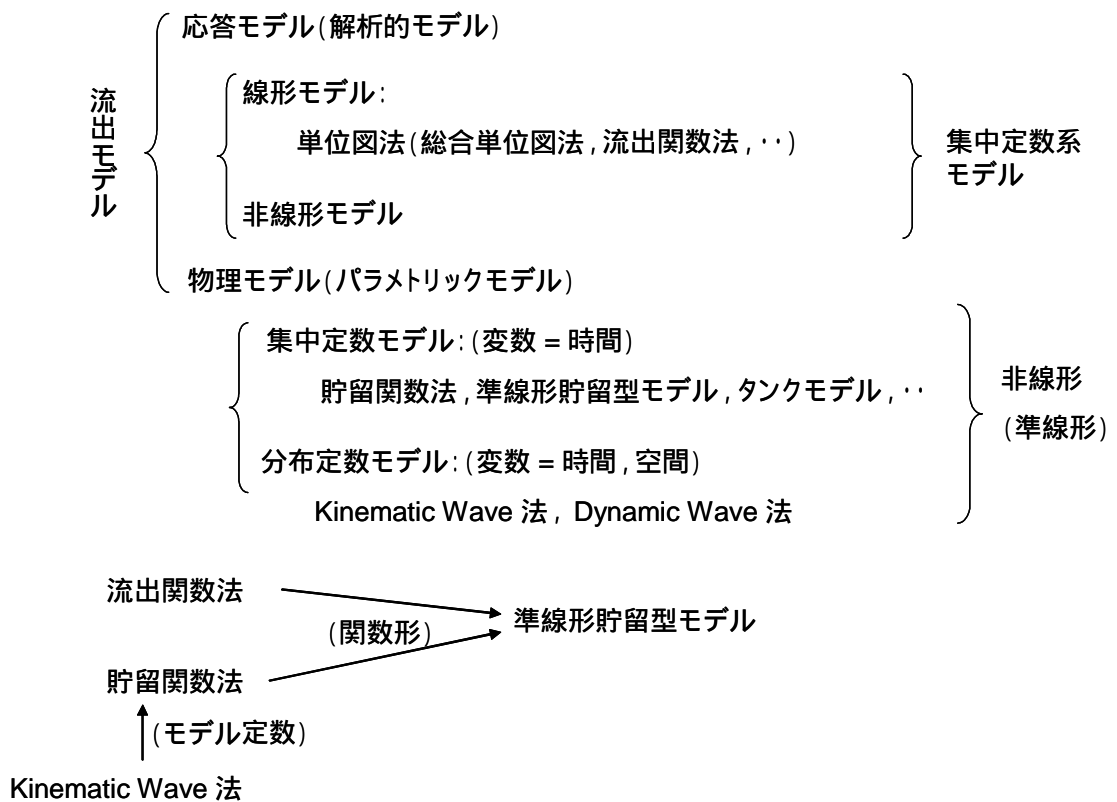 応答モデル(解析的モデル)
流出モデル
線形モデル:
単位図法(総合単位図法,流出関数法,‥)
集中定数系
モデル
非線形モデル
物理モデル(パラメトリックモデル)
集中定数モデル:(変数 = 時間)
貯留関数法,準線形貯留型モデル,タンクモデル,‥
非線形
(準線形)
分布定数モデル:(変数 = 時間,空間)
Kinematic Wave 法, Dynamic Wave 法
流出関数法
準線形貯留型モデル
(関数形)
貯留関数法
(モデル定数)
Kinematic Wave 法